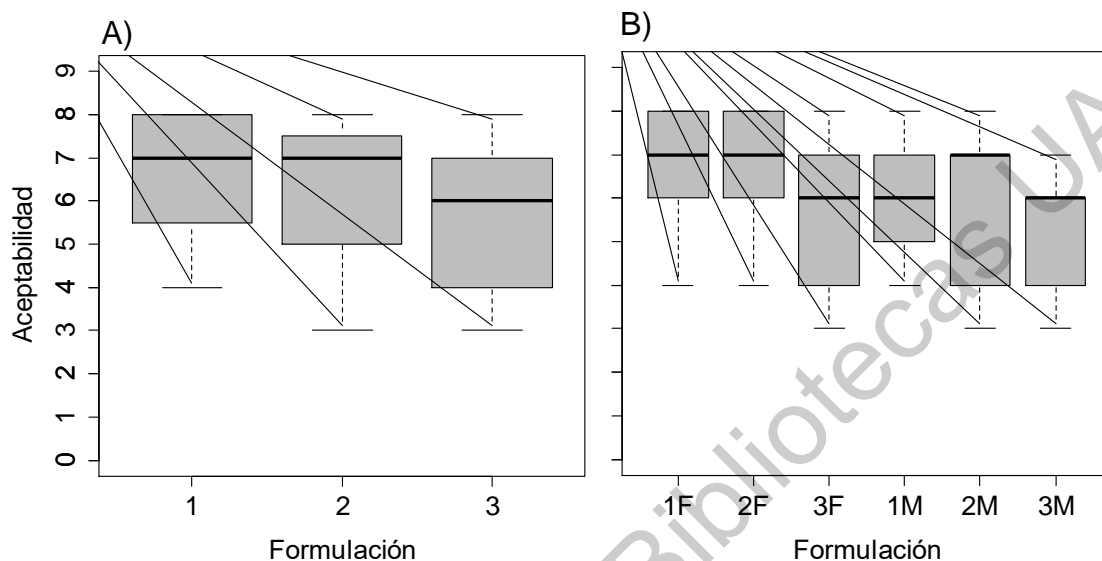 A)
B)
Aceptabilidad
9
8
7
6
5
4
3
2
1
0
1 2 3
Formulación
1F 2F 3F 1M 2M 3M
Formulación
Bibliotecas UA